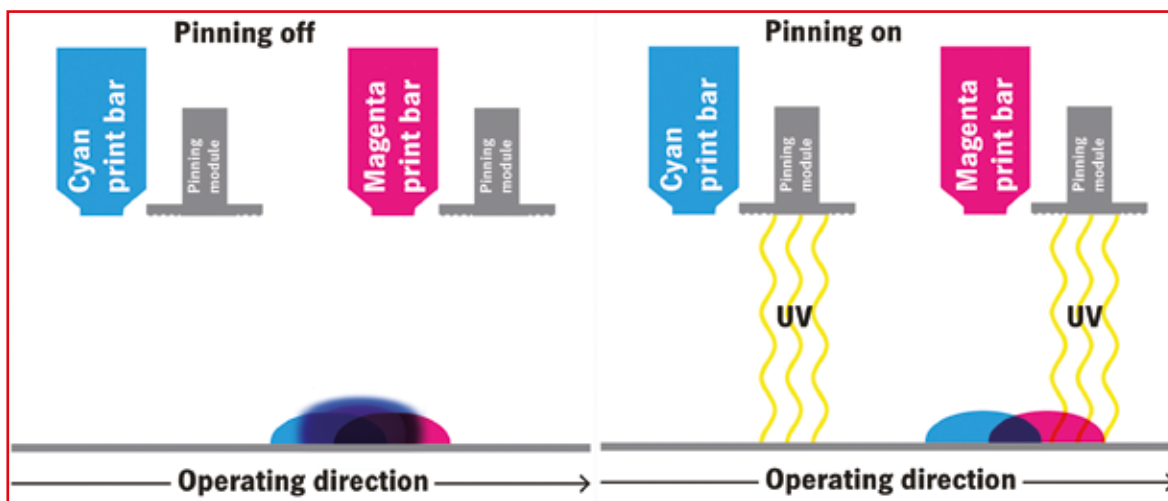 Pinning off
Cyan
print bar
Pinning
module
Magenta
print bar
Pinning
module
Operating direction
Pinning on
Cyan
print bar
Pinning
module
Magenta
print bar
Pinning
module
UV
UV
Operating direction